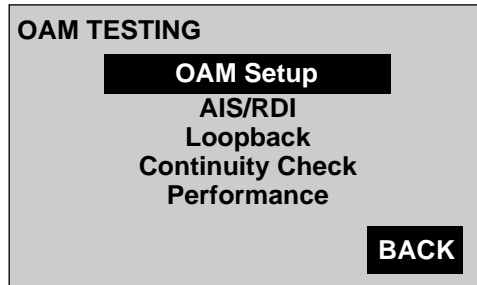 OAM TESTING
OAM Setup
AIS/RDI
Loopback
Continuity Check
Performance
BACK